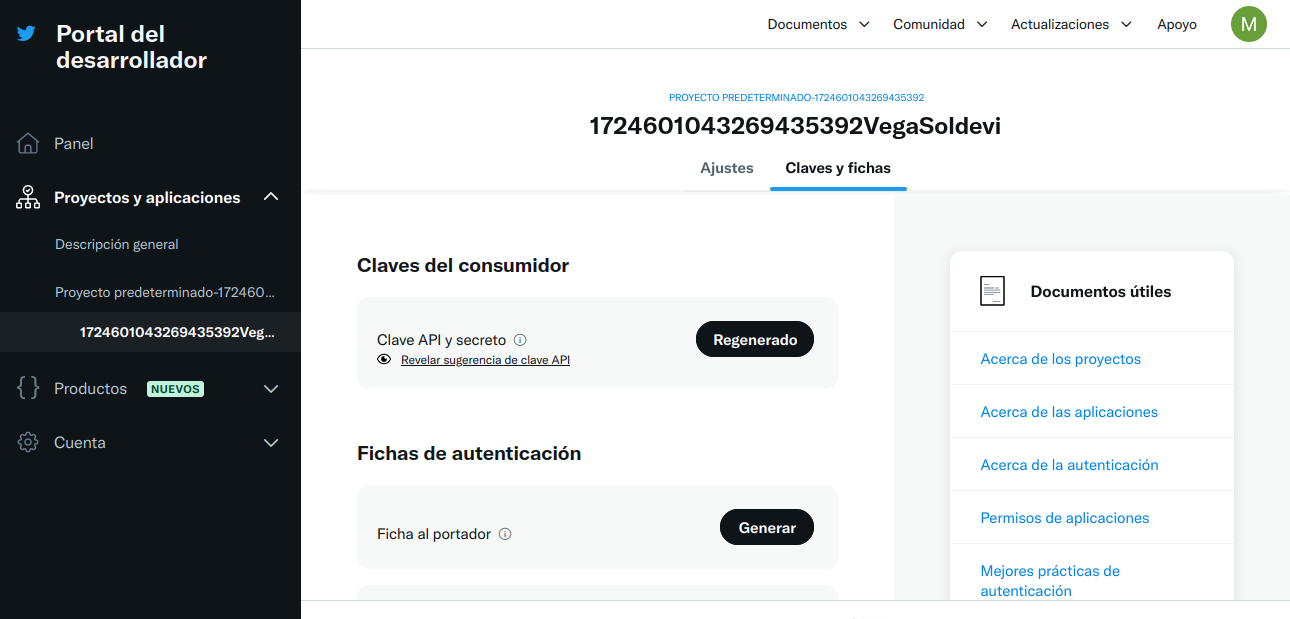 Portal del
desarrollador
Documentos
Comunidad
Actualizaciones
Apoyo
M
Panel
Proyectos y aplicaciones
Descripción general
Proyecto predeterminado-172460...
1724601043269435392Veg...
Productos
NUEVOS
Cuenta
PROYECTO PREDETERMINADO-1724601043269435392
1724601043269435392VegaSoldevi
Ajustes
Claves y fichas
Claves del consumidor
Clave API y secreto
Revelar sugerencia de clave API
Regenerado
Fichas de autenticación
Ficha al portador
Generar
Documentos útiles
Acerca de los proyectos
Acerca de las aplicaciones
Acerca de la autenticación
Permisos de aplicaciones
Mejores prácticas de
autenticación